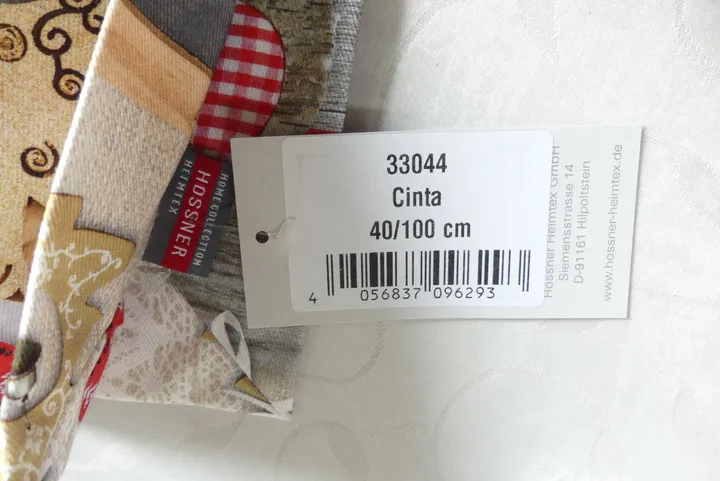 33044
Cinta
40/100 cm
4 056837 096293
Hossner Heimtex GmbH
Siemensstrasse 14
D-91161 Hilpoltstein
www.hossner-heimtex.de
HOMECOLLECTION
HOSSNER
HEIMTEX